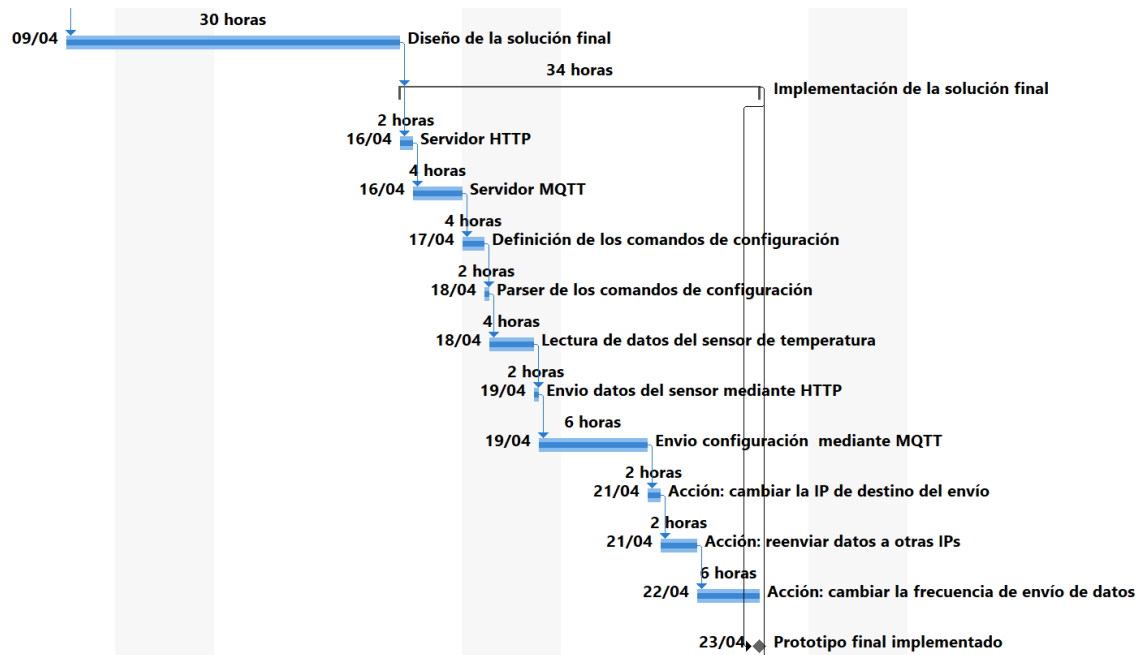 30 horas
09/04 Diseño de la solución final
34 horas
Implementación de la solución final
2 horas
16/04 Servidor HTTP
4 horas
16/04 Servidor MQTT
4 horas
17/04 Definición de los comandos de configuración
2 horas
18/04 Parser de los comandos de configuración
4 horas
18/04 Lectura de datos del sensor de temperatura
2 horas
19/04 Envio datos del sensor mediante HTTP
6 horas
19/04 Envio configuración mediante MQTT
2 horas
21/04 Acción: cambiar la IP de destino del envío
2 horas
21/04 Acción: reenviar datos a otras IPs
6 horas
22/04 Acción: cambiar la frecuencia de envío de datos
23/04 Prototipo final implementado